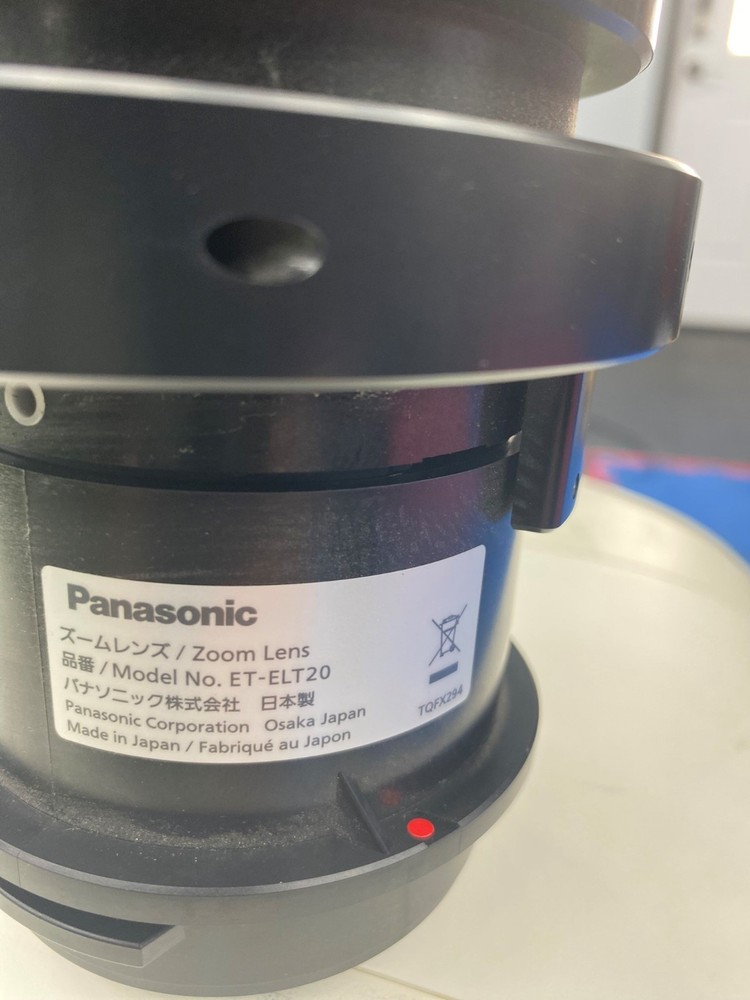 Panasonic
ズームレンズ / Zoom Lens
品番 / Model No. ET-ELT20
パナソニック株式会社 日本製
Panasonic Corporation Osaka Japan
Made in Japan / Fabriqué au Japon
TQFX294